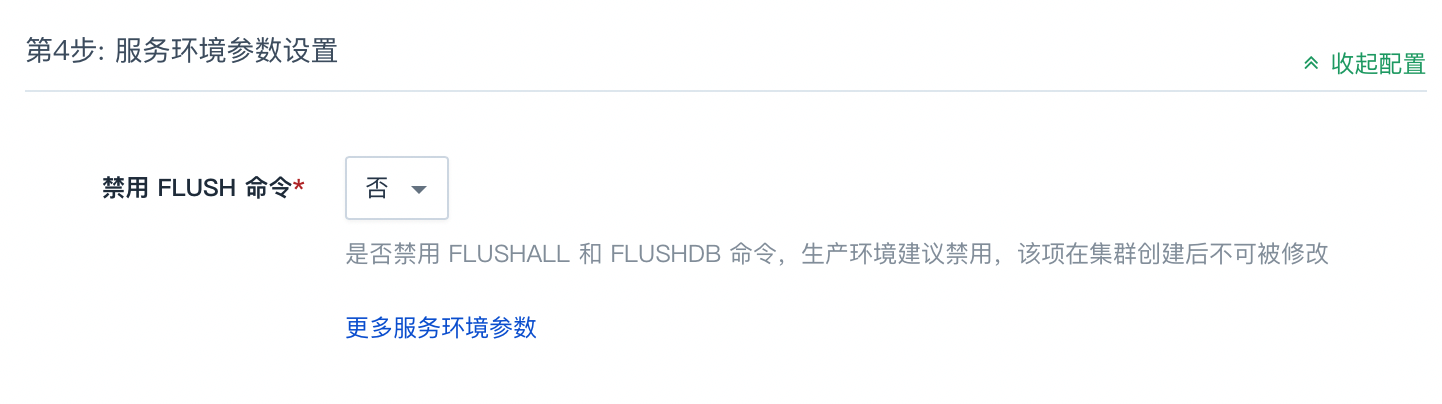 第4步: 服务环境参数设置
收起配置
禁用 FLUSH 命令*
否
是否禁用 FLUSHALL 和 FLUSHDB 命令，生产环境建议禁用，该项在集群创建后不可被修改
更多服务环境参数